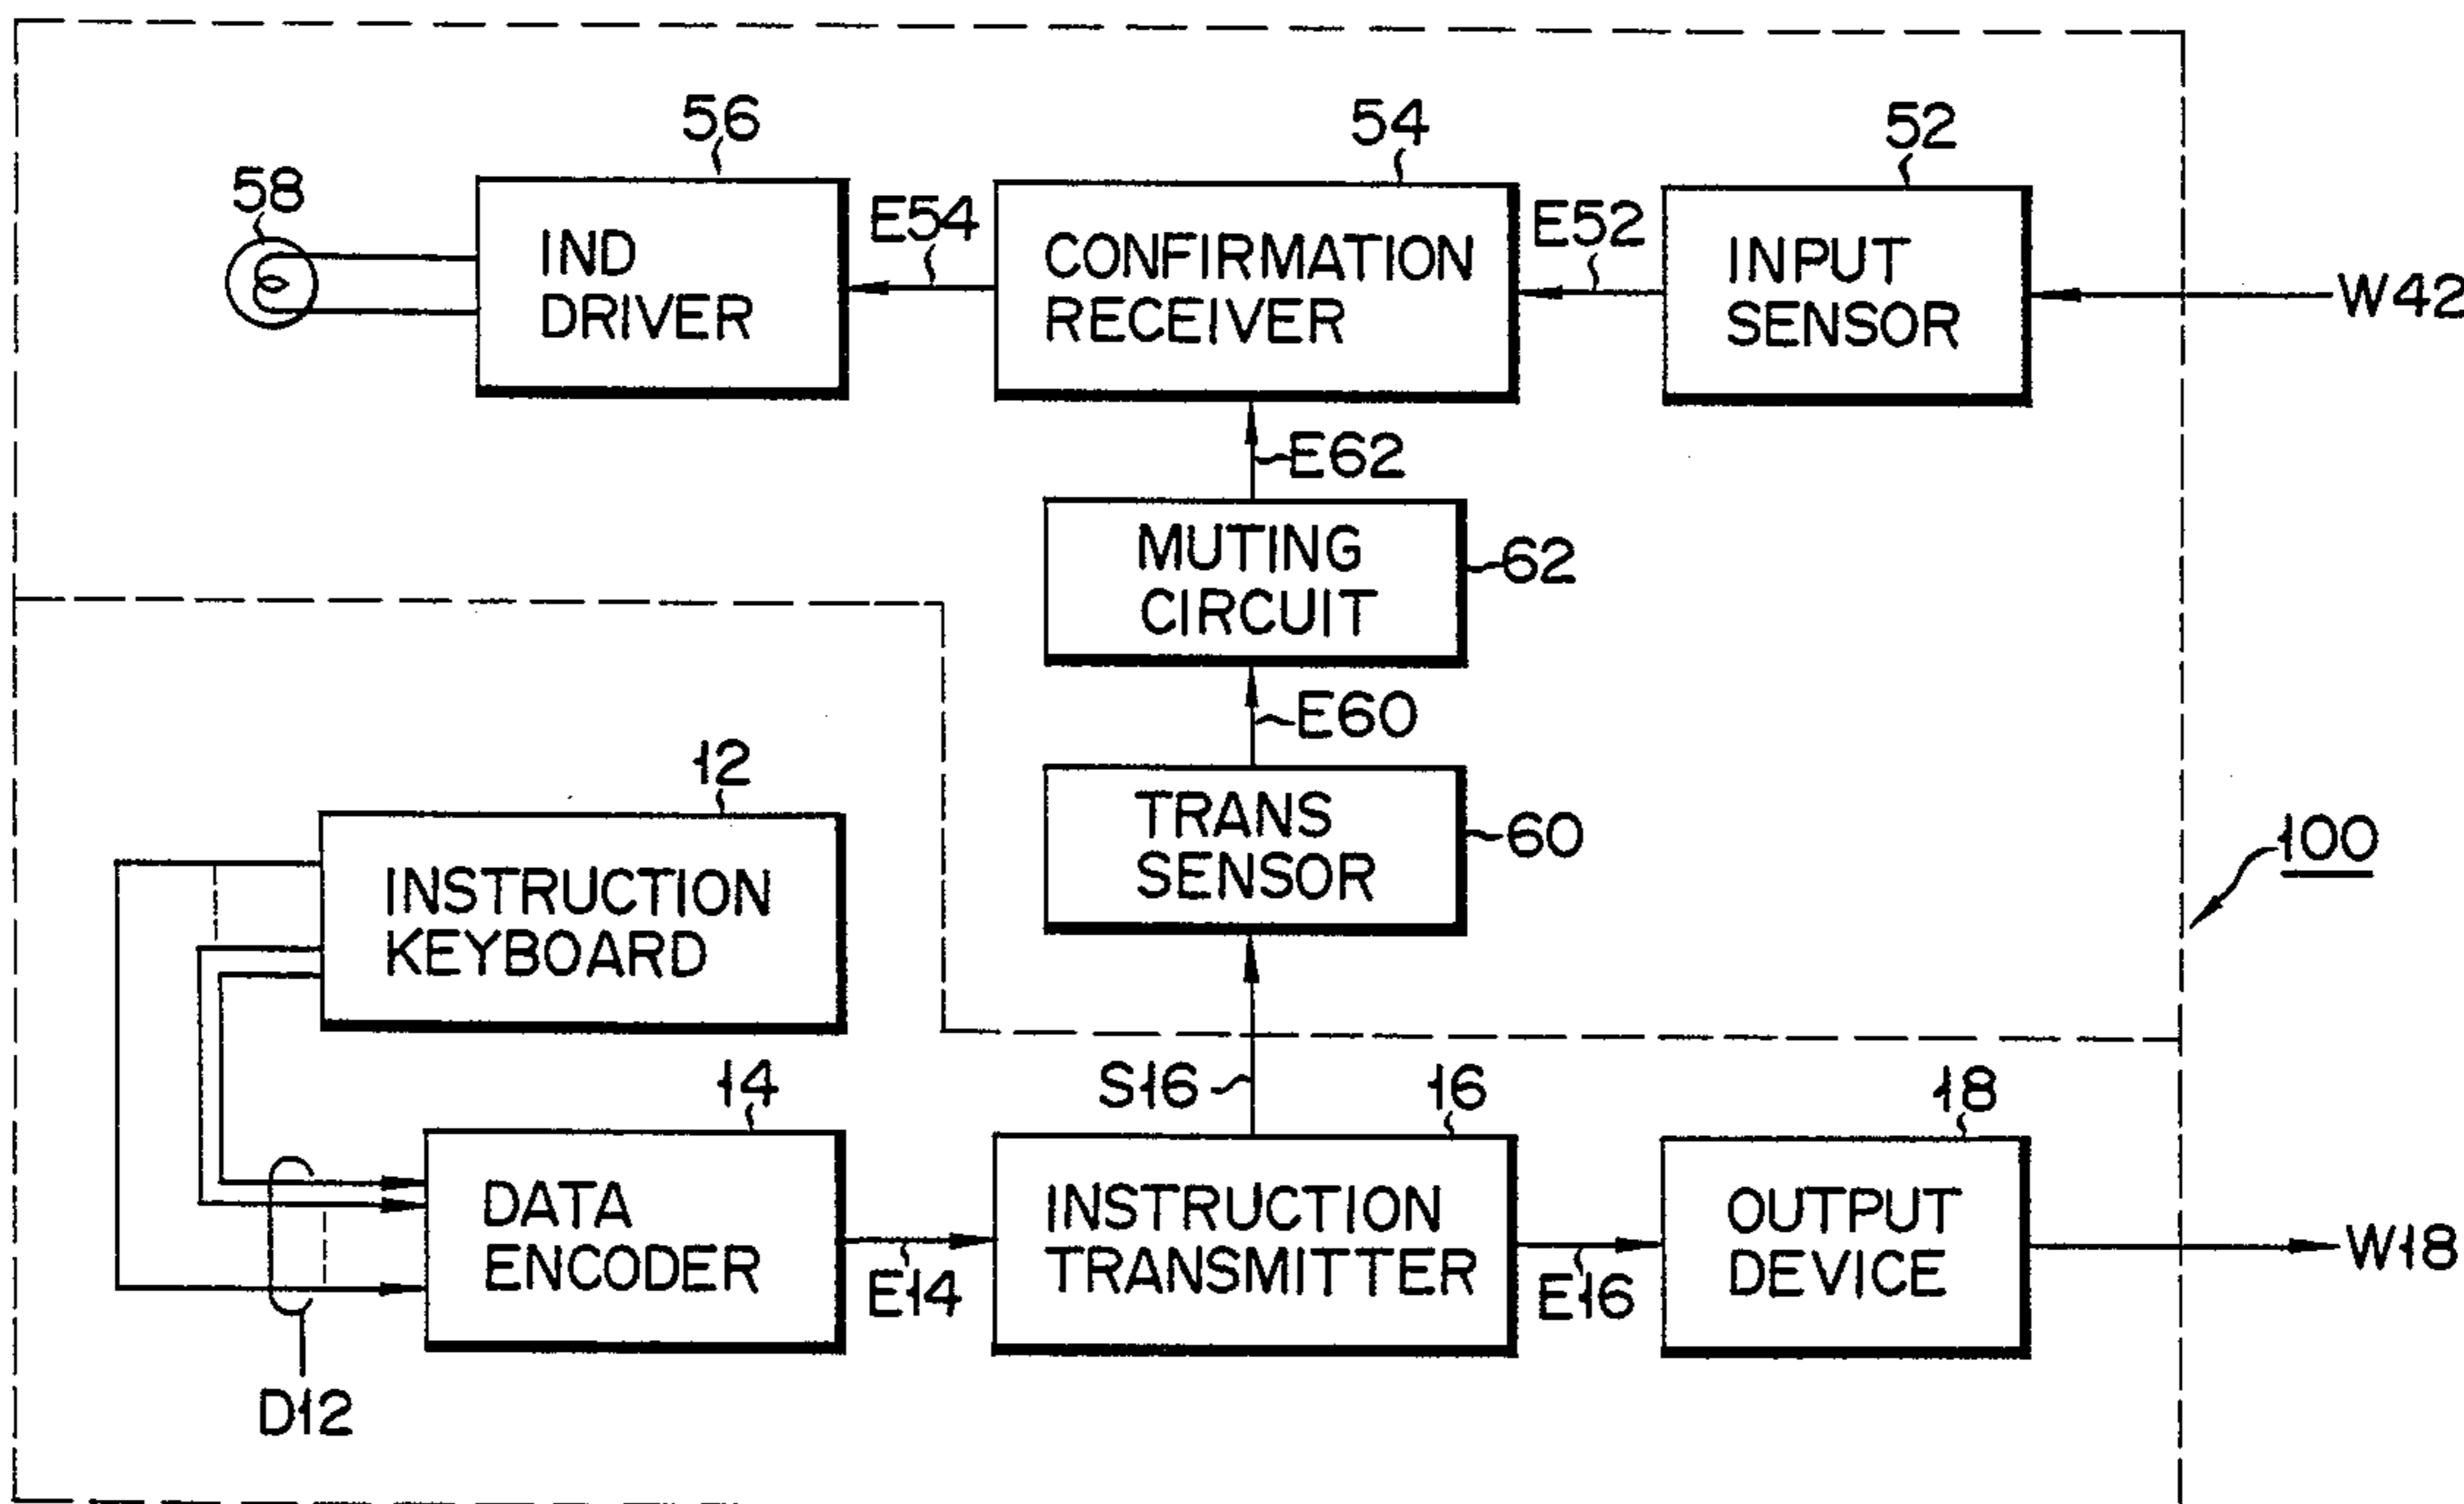 56
54
52
58
IND
DRIVER
E54
CONFIRMATION
RECEIVER
E52
INPUT
SENSOR
W42
E62
MUTING
CIRCUIT
62
E60
12
TRANS
SENSOR
60
100
INSTRUCTION
KEYBOARD
14
S16
16
18
DATA
ENCODER
E14
INSTRUCTION
TRANSMITTER
E16
OUTPUT
DEVICE
W18
D12